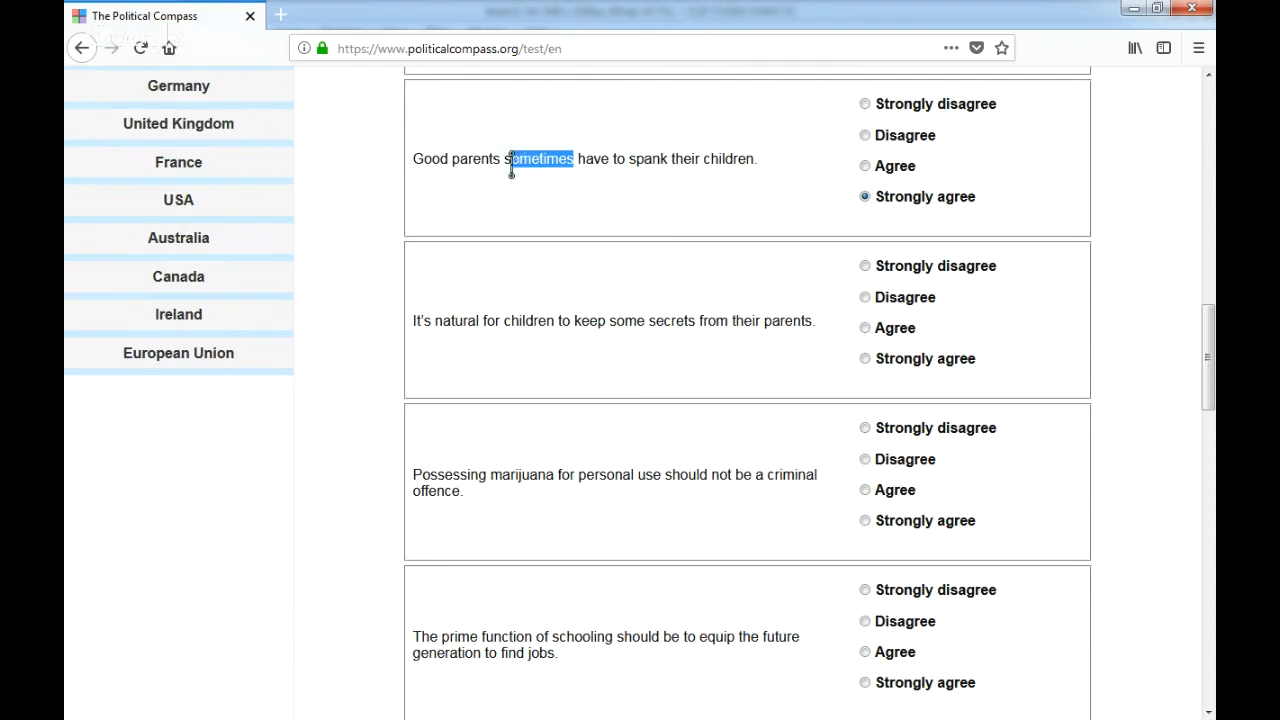 The Political Compass
https://www.politicalcompass.org/test/en
Germany
United Kingdom
France
USA
Australia
Canada
Ireland
European Union
Good parents sometimes have to spank their children.
Strongly disagree
Disagree
Agree
Strongly agree
It’s natural for children to keep some secrets from their parents.
Strongly disagree
Disagree
Agree
Strongly agree
Possessing marijuana for personal use should not be a criminal
offence.
Strongly disagree
Disagree
Agree
Strongly agree
The prime function of schooling should be to equip the future
generation to find jobs.
Strongly disagree
Disagree
Agree
Strongly agree